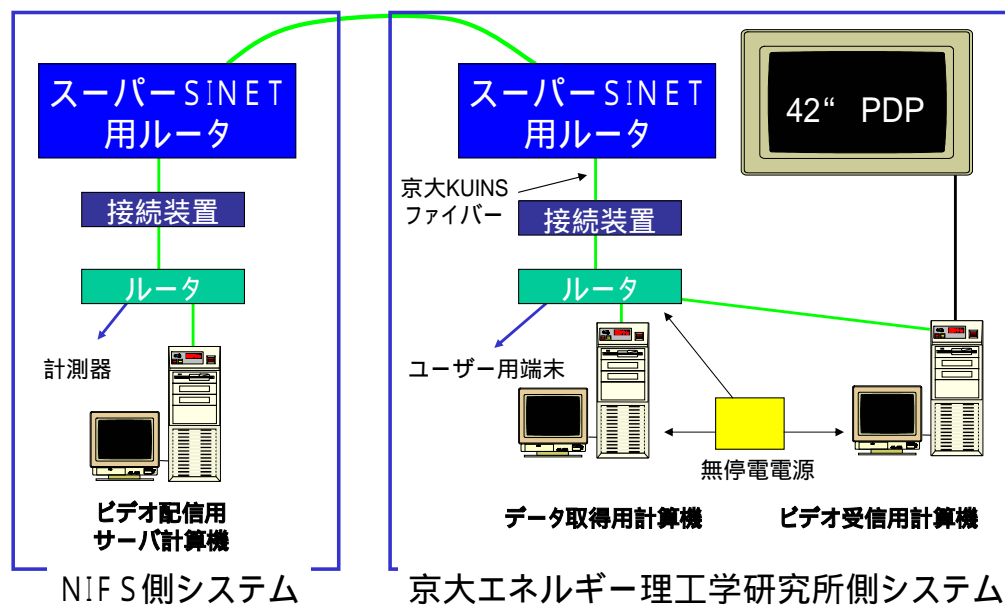 スーパーSINET
用ルータ
接続装置
ルータ
計測器
ビデオ配信用
サーバ計算機
NIFS側システム
スーパーSINET
用ルータ
42“ PDP
京大KUINS
ファイバー
接続装置
ルータ
ユーザー用端末
無停電電源
データ取得用計算機
ビデオ受信用計算機
京大エネルギー理工学研究所側システム